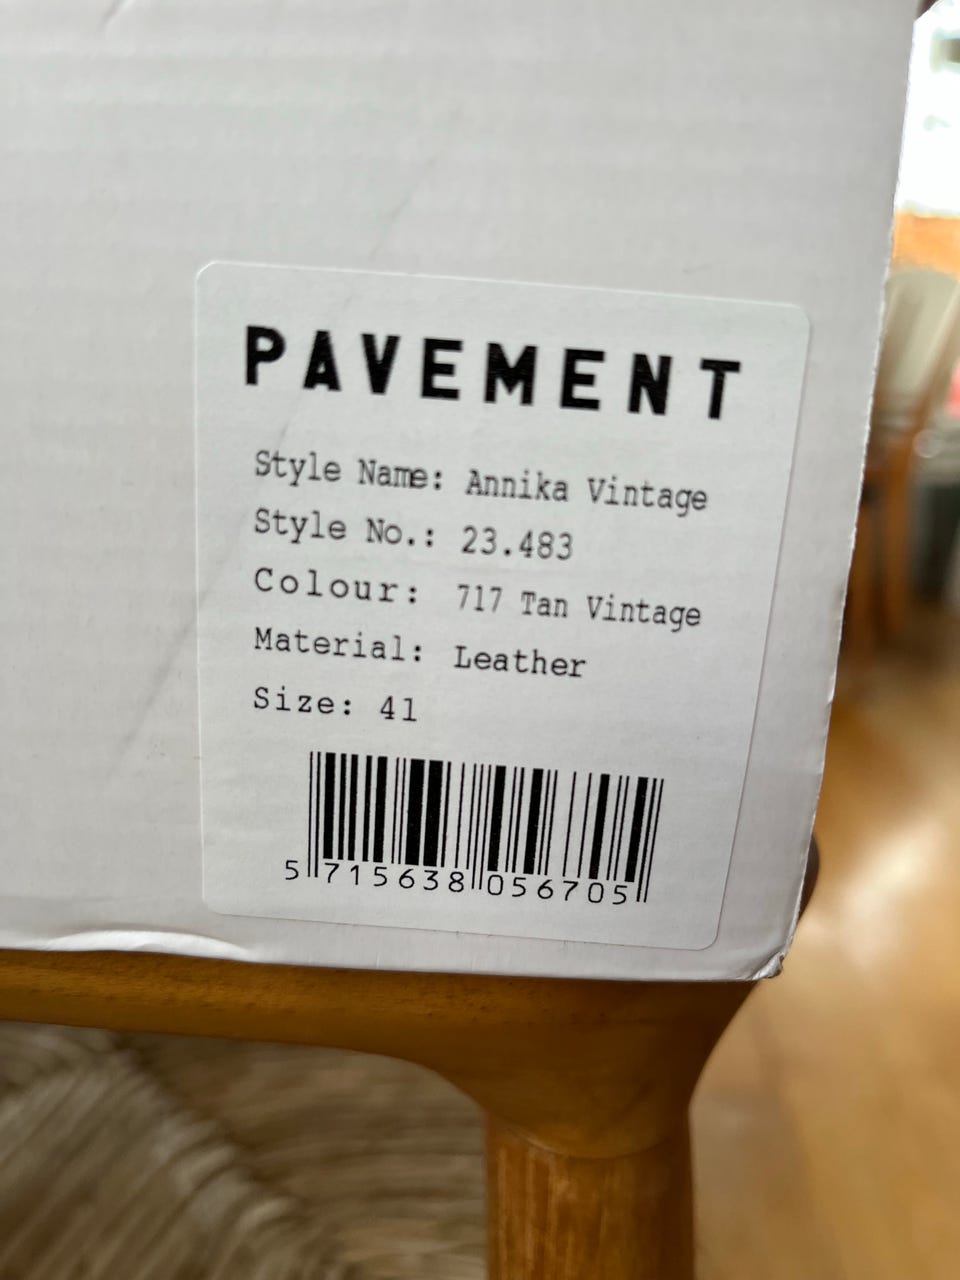 PAVEMENT
Style Name: Annika Vintage
Style No.: 23.483
Colour: 717 Tan Vintage
Material: Leather
Size: 41
5 715638 056705